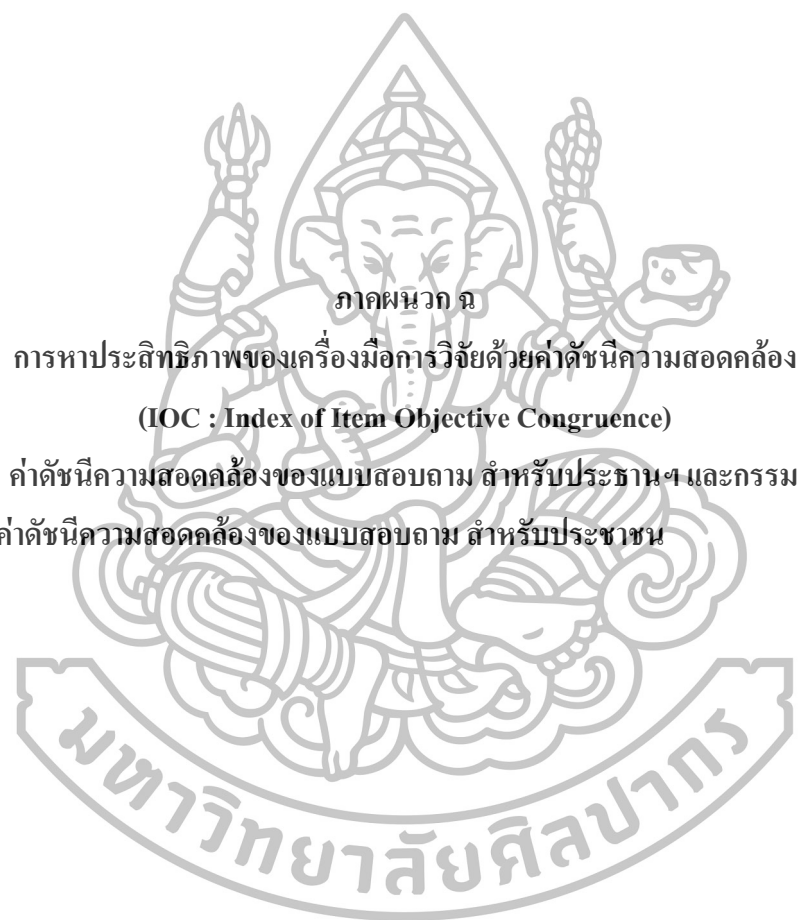 ภาคผนวก ฉ
การหาประสิทธิภาพของเครื่องมือการวิจัยด้วยค่าดัชนีความสอดคล้อง
(IOC : Index of Item Objective Congruence)
ค่าดัชนีความสอดคล้องของแบบสอบถาม สำหรับประธานฯ และกรรม
ค่าดัชนีความสอดคล้องของแบบสอบถาม สำหรับประชาชน
มหาวิทยาลัยศิลปากร